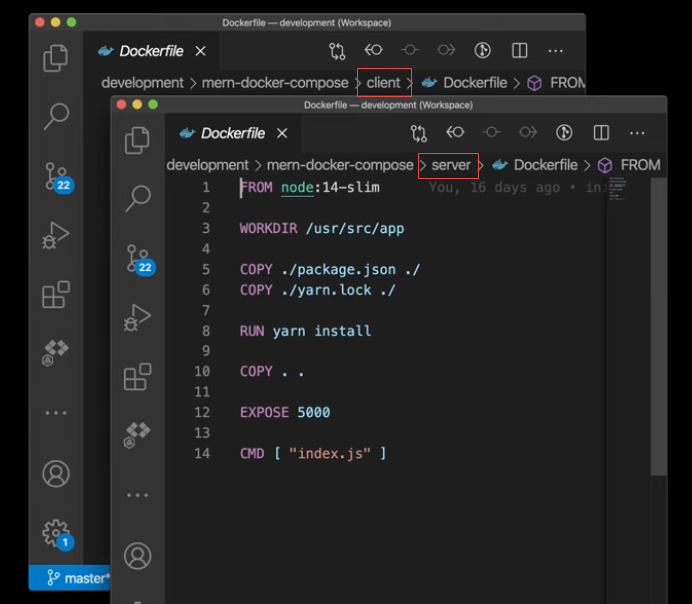 Dockerfile — development (Workspace)
Dockerfile
development > mern-docker-compose > client > Dockerfile > FROM
22
1
master*
Dockerfile — development (Workspace)
Dockerfile
development > mern-docker-compose > server > Dockerfile > FROM
22
1 FROM node:14-slim You, 16 days ago • ini
2
3 WORKDIR /usr/src/app
4
5 COPY ./package.json ./
6 COPY ./yarn.lock ./
7
8 RUN yarn install
9
10 COPY . .
11
12 EXPOSE 5000
13
14 CMD [ "index.js" ]